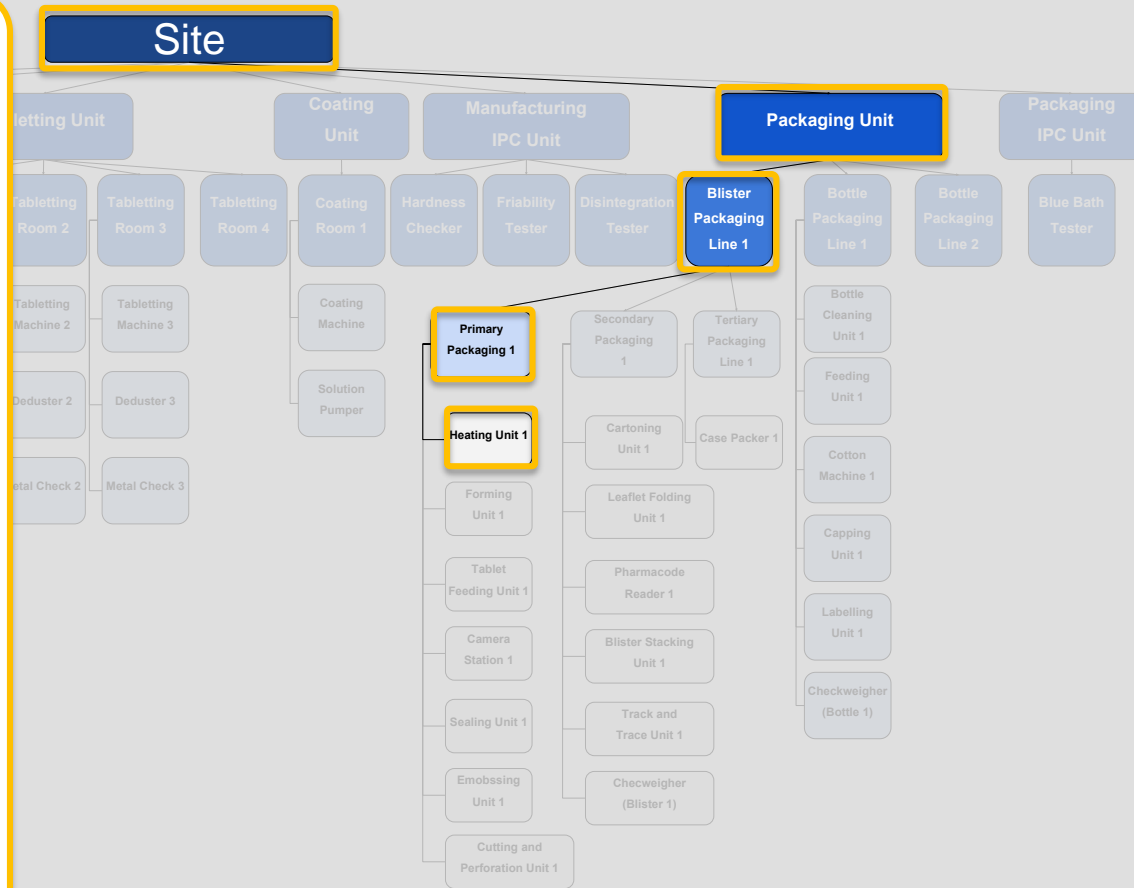 Site
letting Unit
Coating
Unit
Manufacturing
IPC Unit
Packaging Unit
Packaging
IPC Unit
Tabletting
Room 2
Tabletting
Room 3
Tabletting
Room 4
Coating
Room 1
Hardness
Checker
Friability
Tester
Disintegration
Tester
Blister
Packaging
Line 1
Bottle
Packaging
Line 1
Bottle
Packaging
Line 2
Blue Bath
Tester
Tabletting
Machine 2
Tabletting
Machine 3
Coating
Machine
Deduster 2
Deduster 3
Solution
Pumper
etal Check 2
Metal Check 3
Primary
Packaging 1
Heating Unit 1
Forming
Unit 1
Tablet
Feeding Unit 1
Camera
Station 1
Sealing Unit 1
Emobssing
Unit 1
Cutting and
Perforation Unit 1
Secondary
Packaging
1
Cartoning
Unit 1
Leaflet Folding
Unit 1
Pharmacode
Reader 1
Blister Stacking
Unit 1
Track and
Trace Unit 1
Checweigher
(Blister 1)
Tertiary
Packaging
Line 1
Case Packer 1
Bottle
Cleaning
Unit 1
Feeding
Unit 1
Cotton
Machine 1
Capping
Unit 1
Labelling
Unit 1
Checkweigher
(Bottle 1)